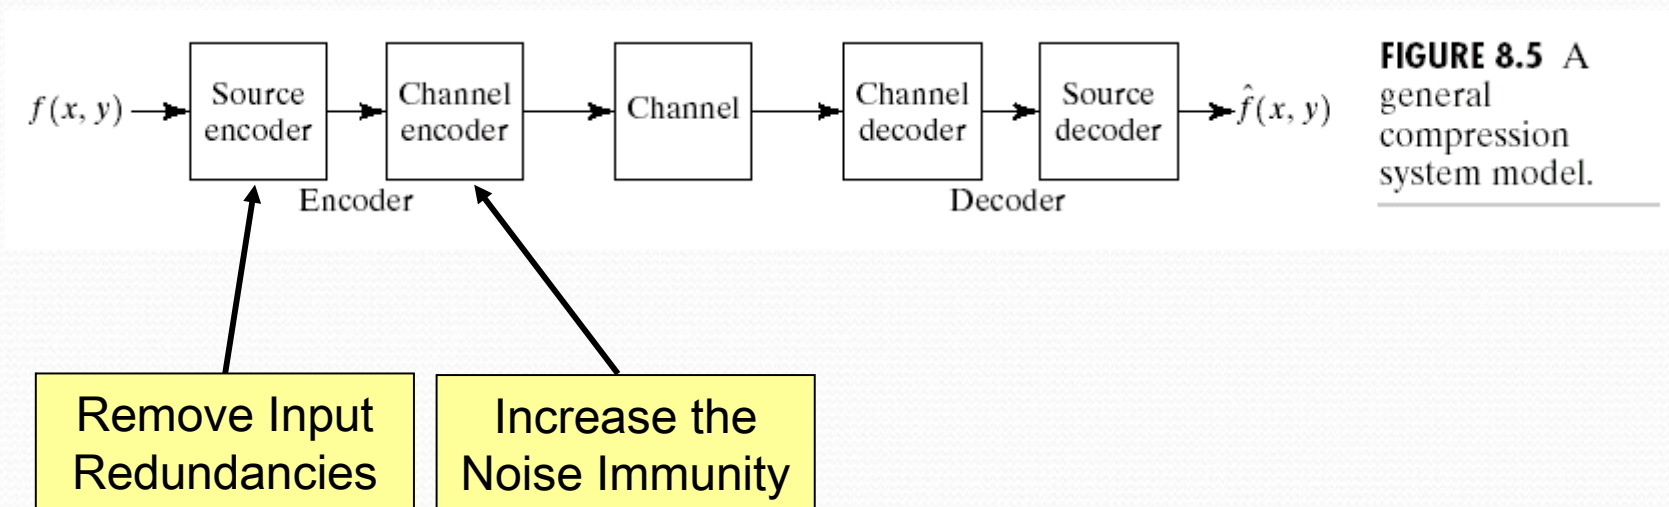 f(x, y)
Source
encoder
Channel
encoder
Channel
Channel
decoder
Source
decoder
f̂(x, y)
Encoder
Decoder
FIGURE 8.5 A
general
compression
system model.
Remove Input
Redundancies
Increase the
Noise Immunity